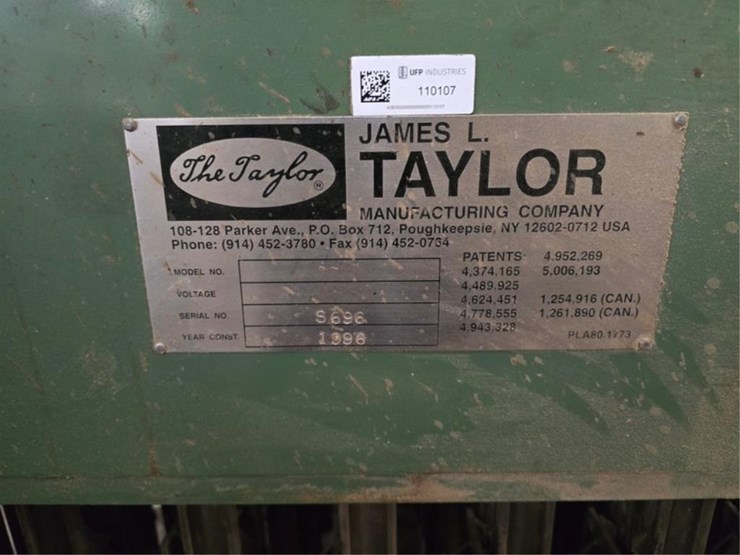 UFP INDUSTRIES
110107
The Taylor ®
JAMES L.
TAYLOR
MANUFACTURING COMPANY
108-128 Parker Ave., P.O. Box 712, Poughkeepsie, NY 12602-0712 USA
Phone: (914) 452-3780 • Fax (914) 452-0764
MODEL NO.
VOLTAGE
SERIAL NO. S696
YEAR CONST. 1996
PATENTS: 4,952,269
4,374,165 5,006,193
4,489,925
4,624,451 1,254,916 (CAN.)
4,778,555 1,261,890 (CAN.)
4,943,328
PLA80.1773